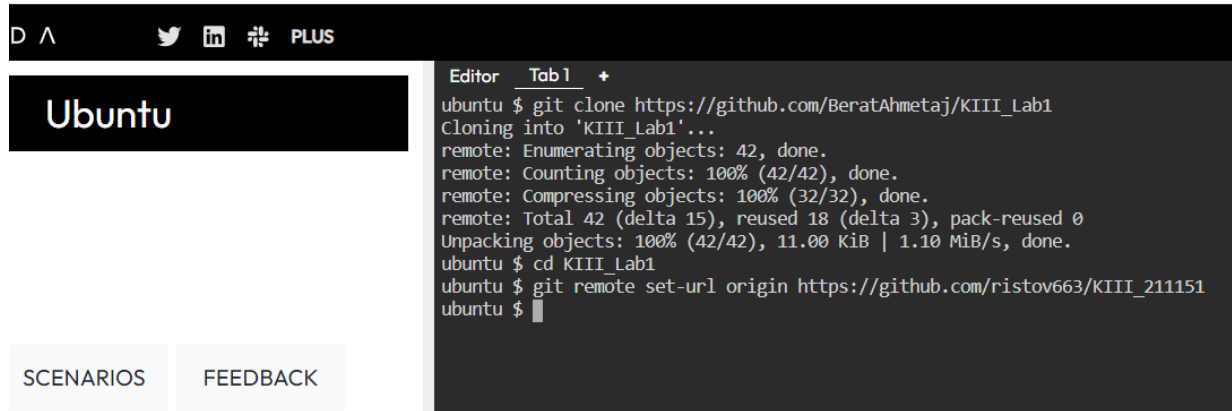 D A PLUS
Ubuntu
SCENARIOS FEEDBACK
Editor Tab 1 +
ubuntu $ git clone https://github.com/BeratAhmetaj/KIII_Lab1
Cloning into 'KIII_Lab1'...
remote: Enumerating objects: 42, done.
remote: Counting objects: 100% (42/42), done.
remote: Compressing objects: 100% (32/32), done.
remote: Total 42 (delta 15), reused 18 (delta 3), pack-reused 0
Unpacking objects: 100% (42/42), 11.00 KiB | 1.10 MiB/s, done.
ubuntu $ cd KIII_Lab1
ubuntu $ git remote set-url origin https://github.com/ristov663/KIII_211151
ubuntu $